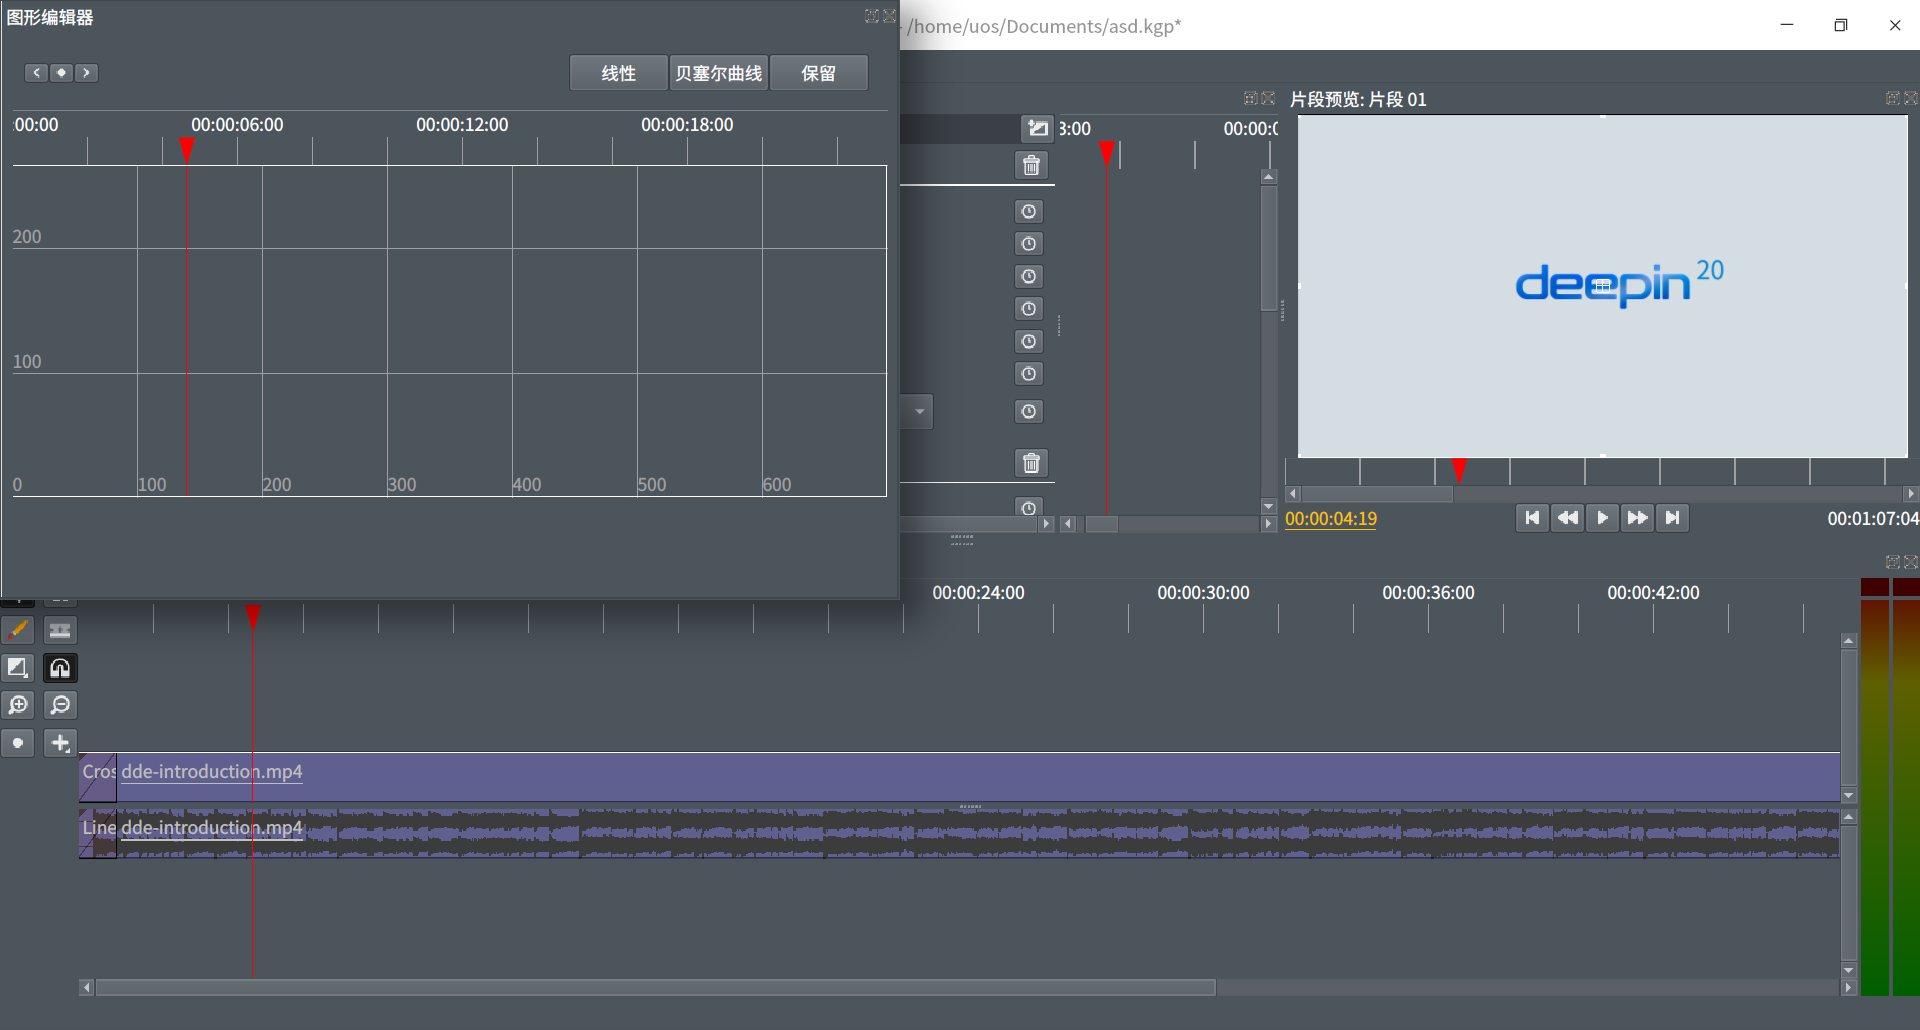 图形编辑器
- /home/uos/Documents/asd.kgp*
线性 贝塞尔曲线 保留
片段预览: 片段 01
:00:00 00:00:06:00 00:00:12:00 00:00:18:00
3:00 00:00:0
200
100
0 100 200 300 400 500 600
deepin 20
00:00:04:19 00:01:07:04
00:00:24:00 00:00:30:00 00:00:36:00 00:00:42:00
Cros dde-introduction.mp4
Line dde-introduction.mp4